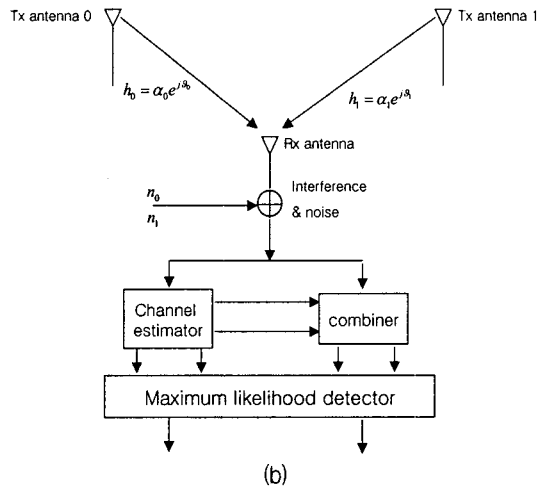 Tx antenna 0
Tx antenna 1
h₀ = α₀e^{jϑ₀}
h₁ = α₁e^{jϑ₁}
Rx antenna
Interference
& noise
n₀
n₁
Channel
estimator
combiner
Maximum likelihood detector
(b)